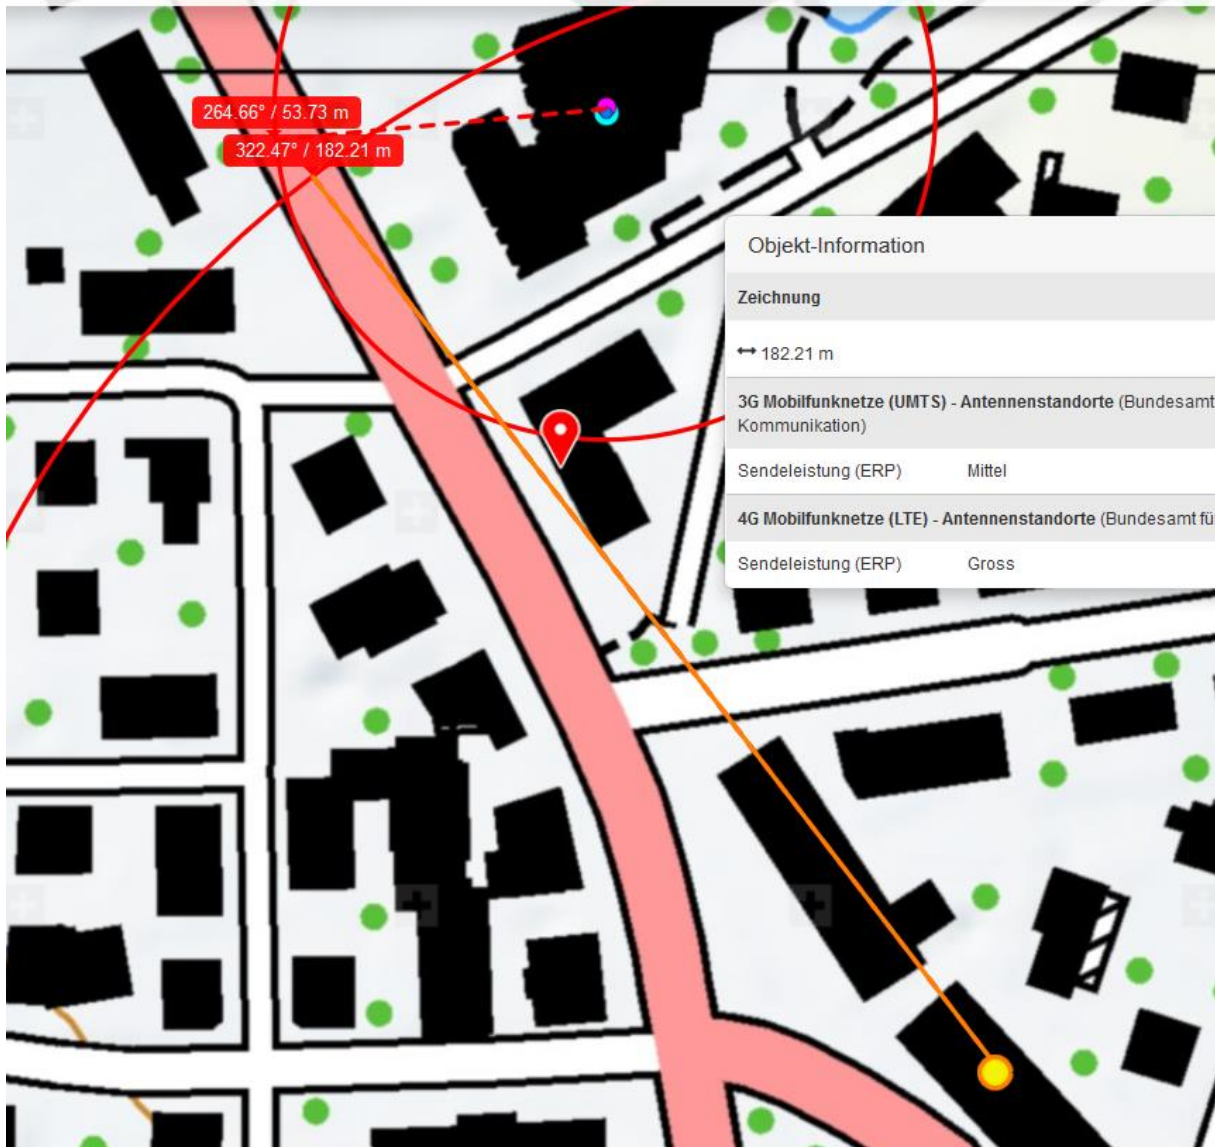 264.66° / 53.73 m
322.47° / 182.21 m
Objekt-Information
Zeichnung
↔ 182.21 m
3G Mobilfunknetze (UMTS) - Antennenstandorte (Bundesamt
Kommunikation)
Sendeleistung (ERP) Mittel
4G Mobilfunknetze (LTE) - Antennenstandorte (Bundesamt fü
Sendeleistung (ERP) Gross